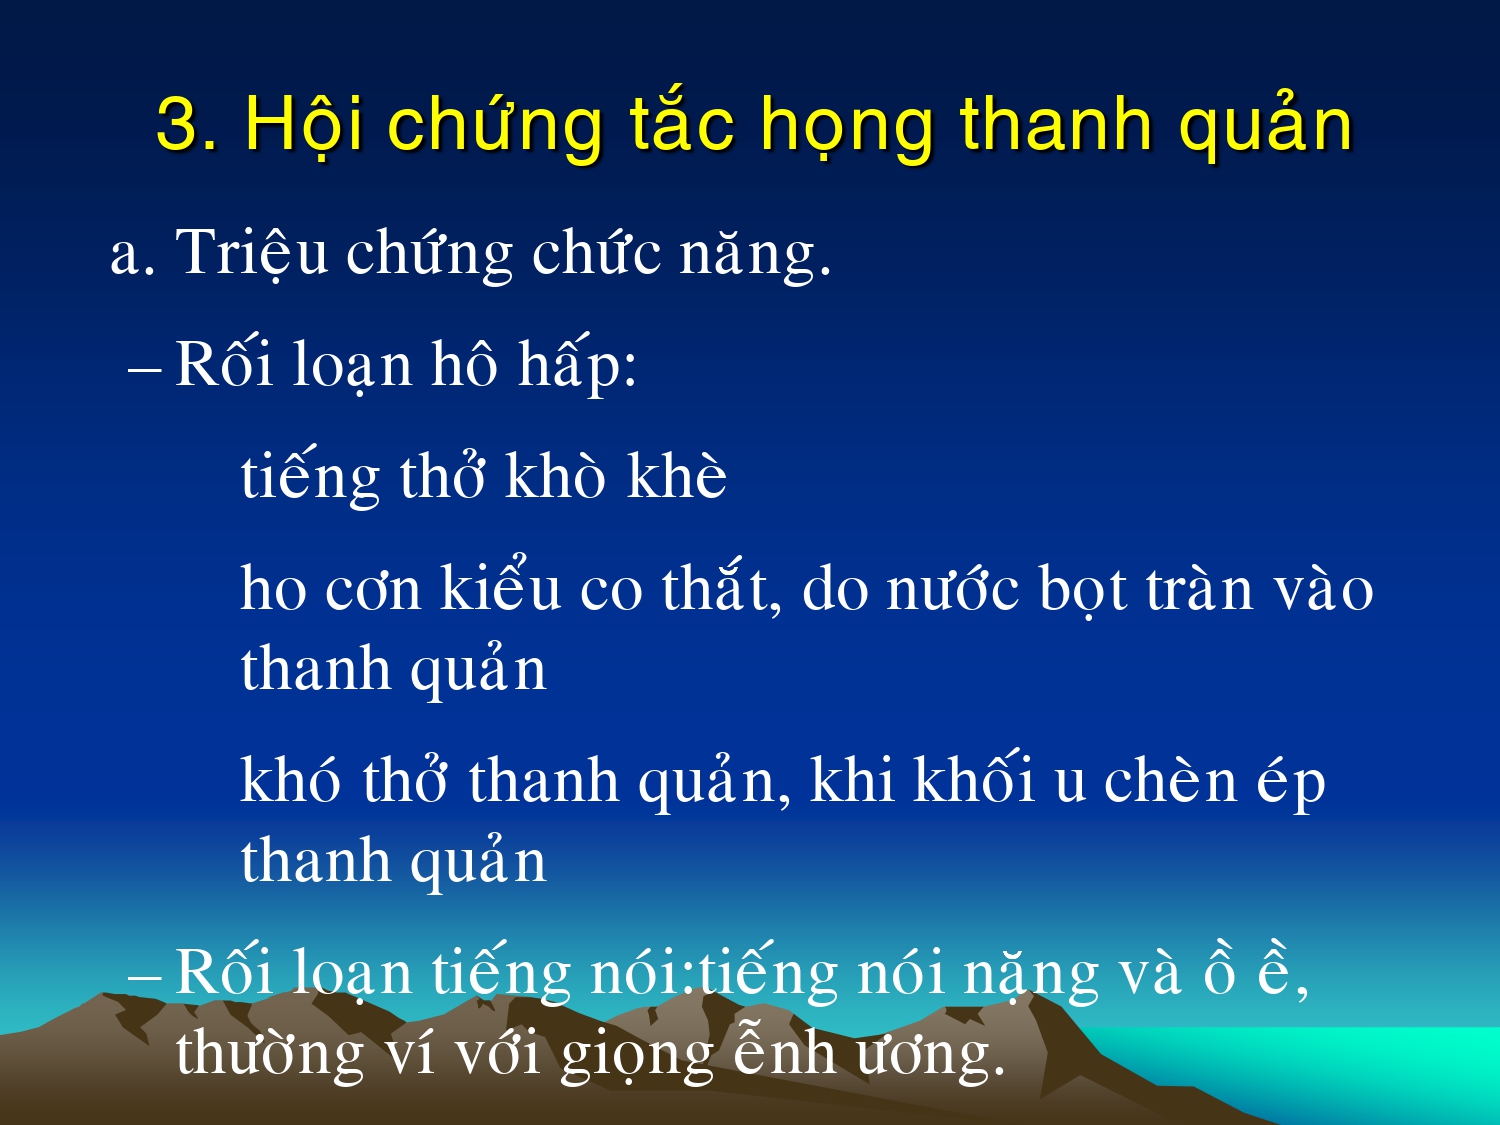 3. Hội chứng tắc họng thanh quản
a. Triệu chứng chức năng.
– Rối loạn hô hấp:
tiếng thở khò khè
ho cơn kiểu co thắt, do nước bọt tràn vào
thanh quản
khó thở thanh quản, khi khối u chèn ép
thanh quản
– Rối loạn tiếng nói:tiếng nói nặng và ồ ề,
thường ví với giọng ễnh ương.